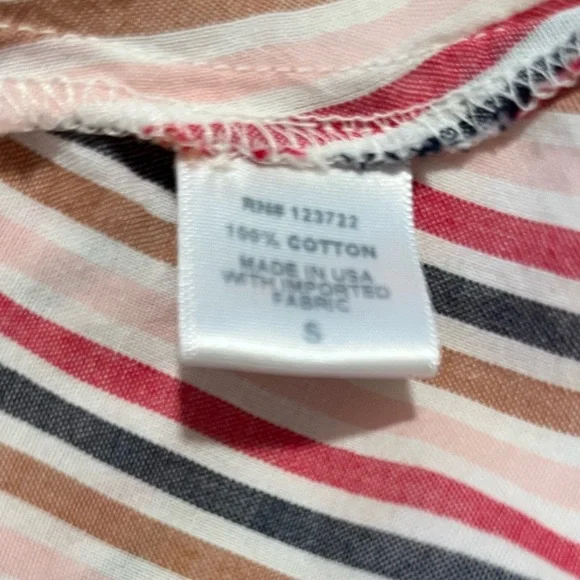 RN# 123722
100% COTTON
MADE IN USA
WITH IMPORTED
FABRIC
S